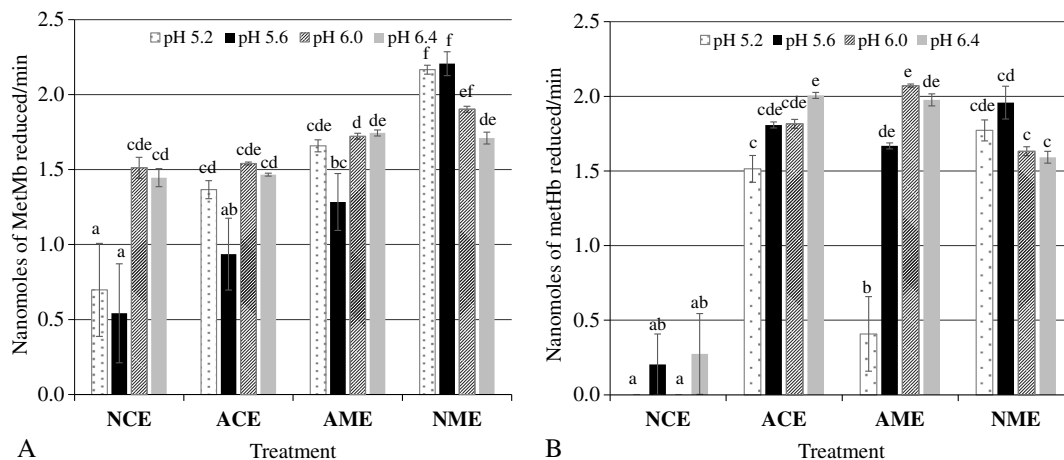 2.5
2.0
1.5
1.0
0.5
0.0
Nanomoles of MetMb reduced/min
pH 5.2 pH 5.6 pH 6.0 pH 6.4
a a cde cd
cd ab cde cd
cde bc d de
f f ef de
NCE ACE AME NME
Treatment
A
2.5
2.0
1.5
1.0
0.5
0.0
Nanomoles of metHb reduced/min
pH 5.2 pH 5.6 pH 6.0 pH 6.4
a ab a ab
c cde cde e
b de e de
cde cd c c
NCE ACE AME NME
Treatment
B